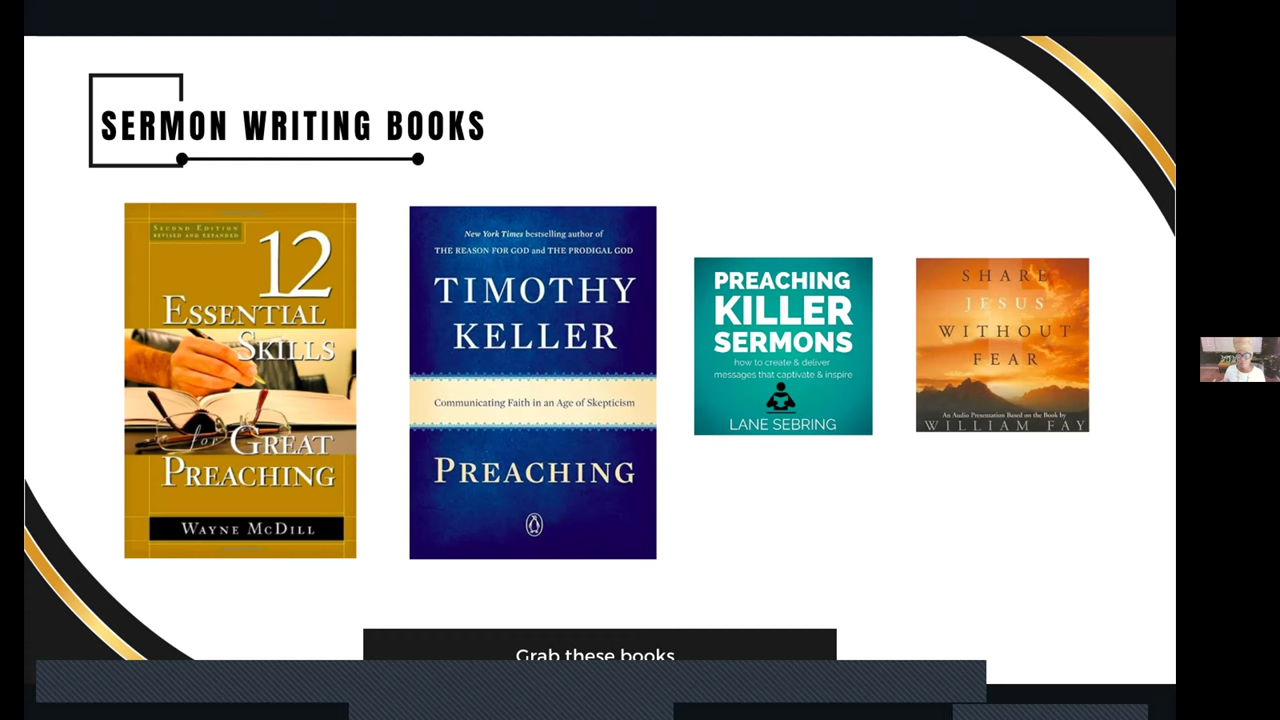 SERMON WRITING BOOKS
SECOND EDITION
REVISED AND EXPANDED
12
ESSENTIAL
SKILLS
for GREAT
PREACHING
WAYNE MCDILL
New York Times bestselling author of
THE REASON FOR GOD and THE PRODIGAL GOD
TIMOTHY
KELLER
Communicating Faith in an Age of Skepticism
PREACHING
PREACHING
KILLER
SERMONS
how to create & deliver
messages that captivate & inspire
LANE SEBRING
SHARE
JESUS
WITHOUT
FEAR
An Audio Presentation Based on the Book by
WILLIAM FAY
Grab these books